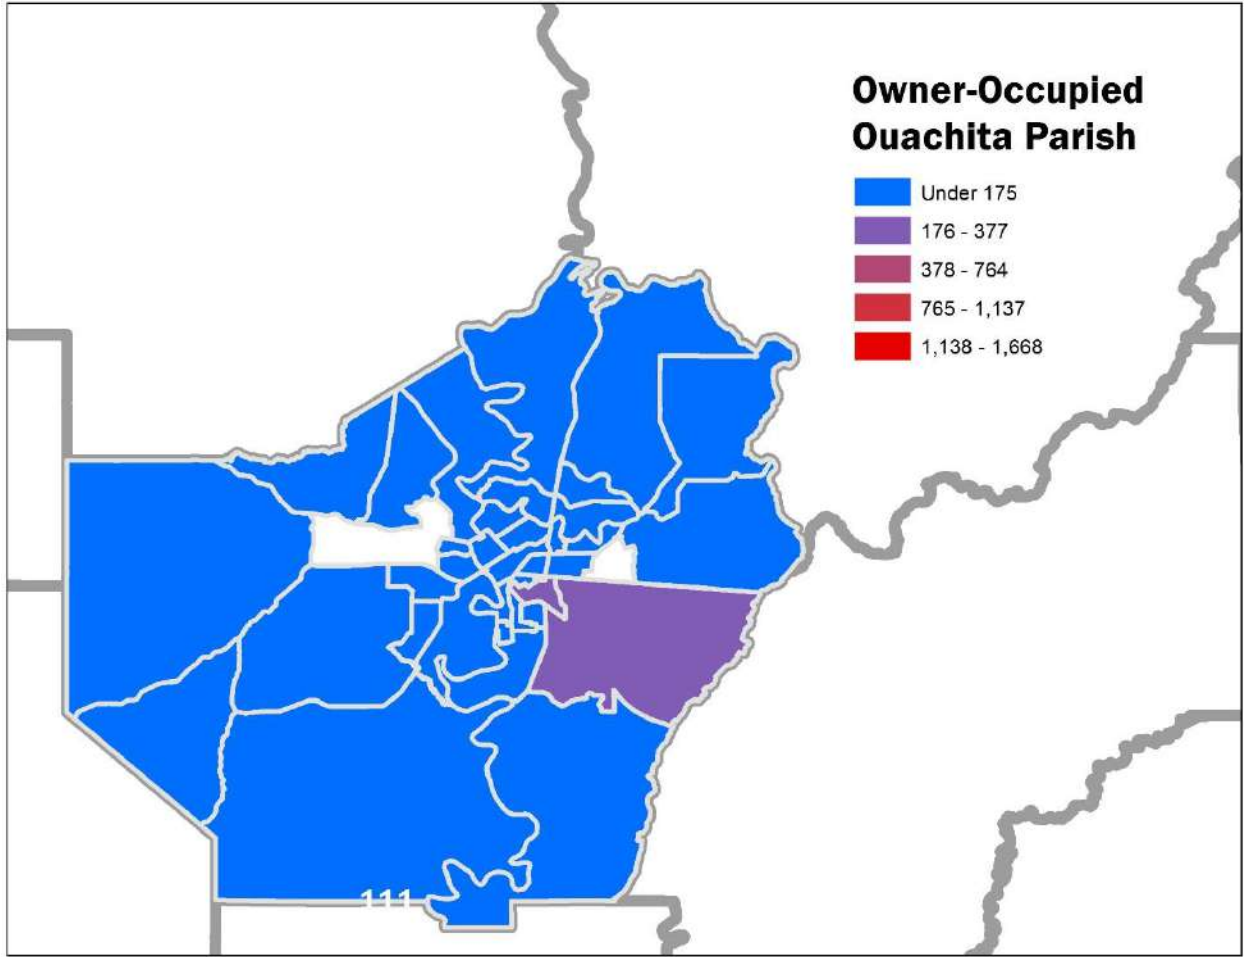 Owner-Occupied
Ouachita Parish
Under 175
176 - 377
378 - 764
765 - 1,137
1,138 - 1,668
111